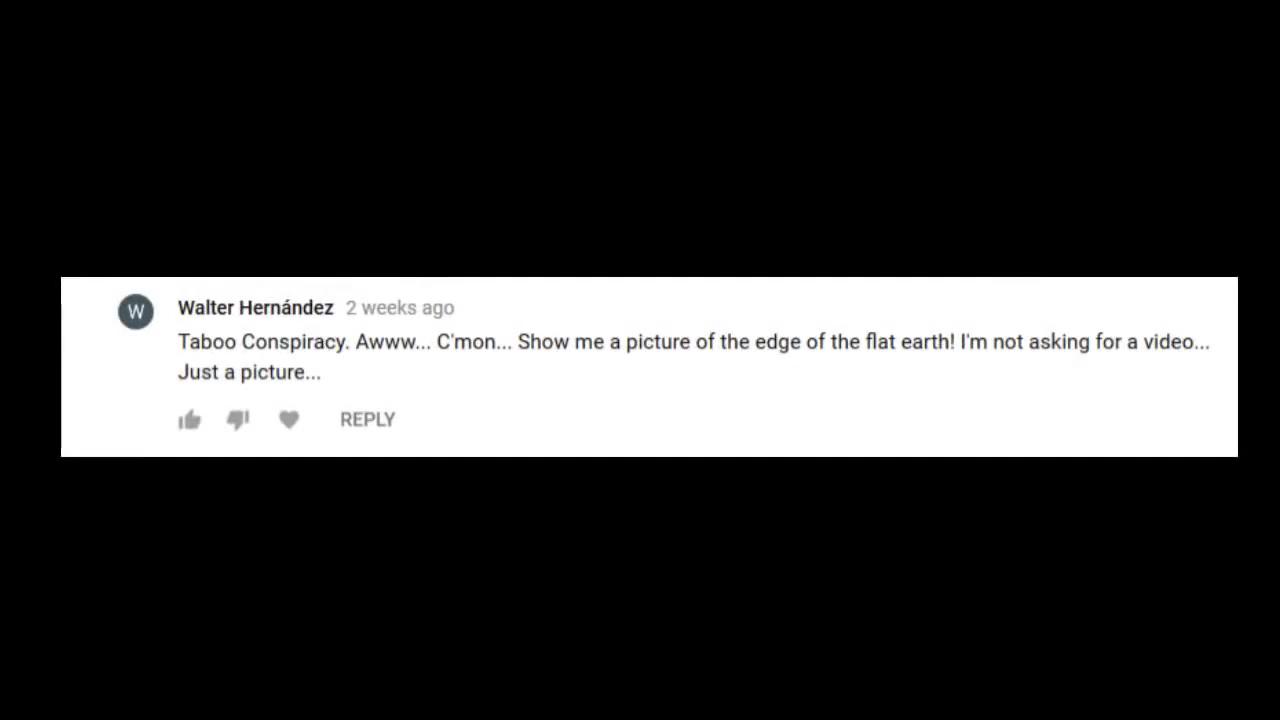 W
Walter Hernández 2 weeks ago
Taboo Conspiracy. Awww... C'mon... Show me a picture of the edge of the flat earth! I'm not asking for a video...
Just a picture...
REPLY